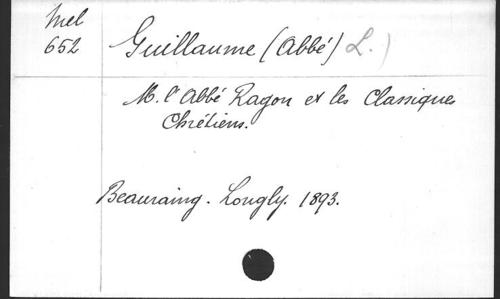 Mel
652
Guillaume (Abbé) L.)
M. l'Abbé Ragon et les Classiques
Chrétiens.
Beauraing. Longly. 1893.